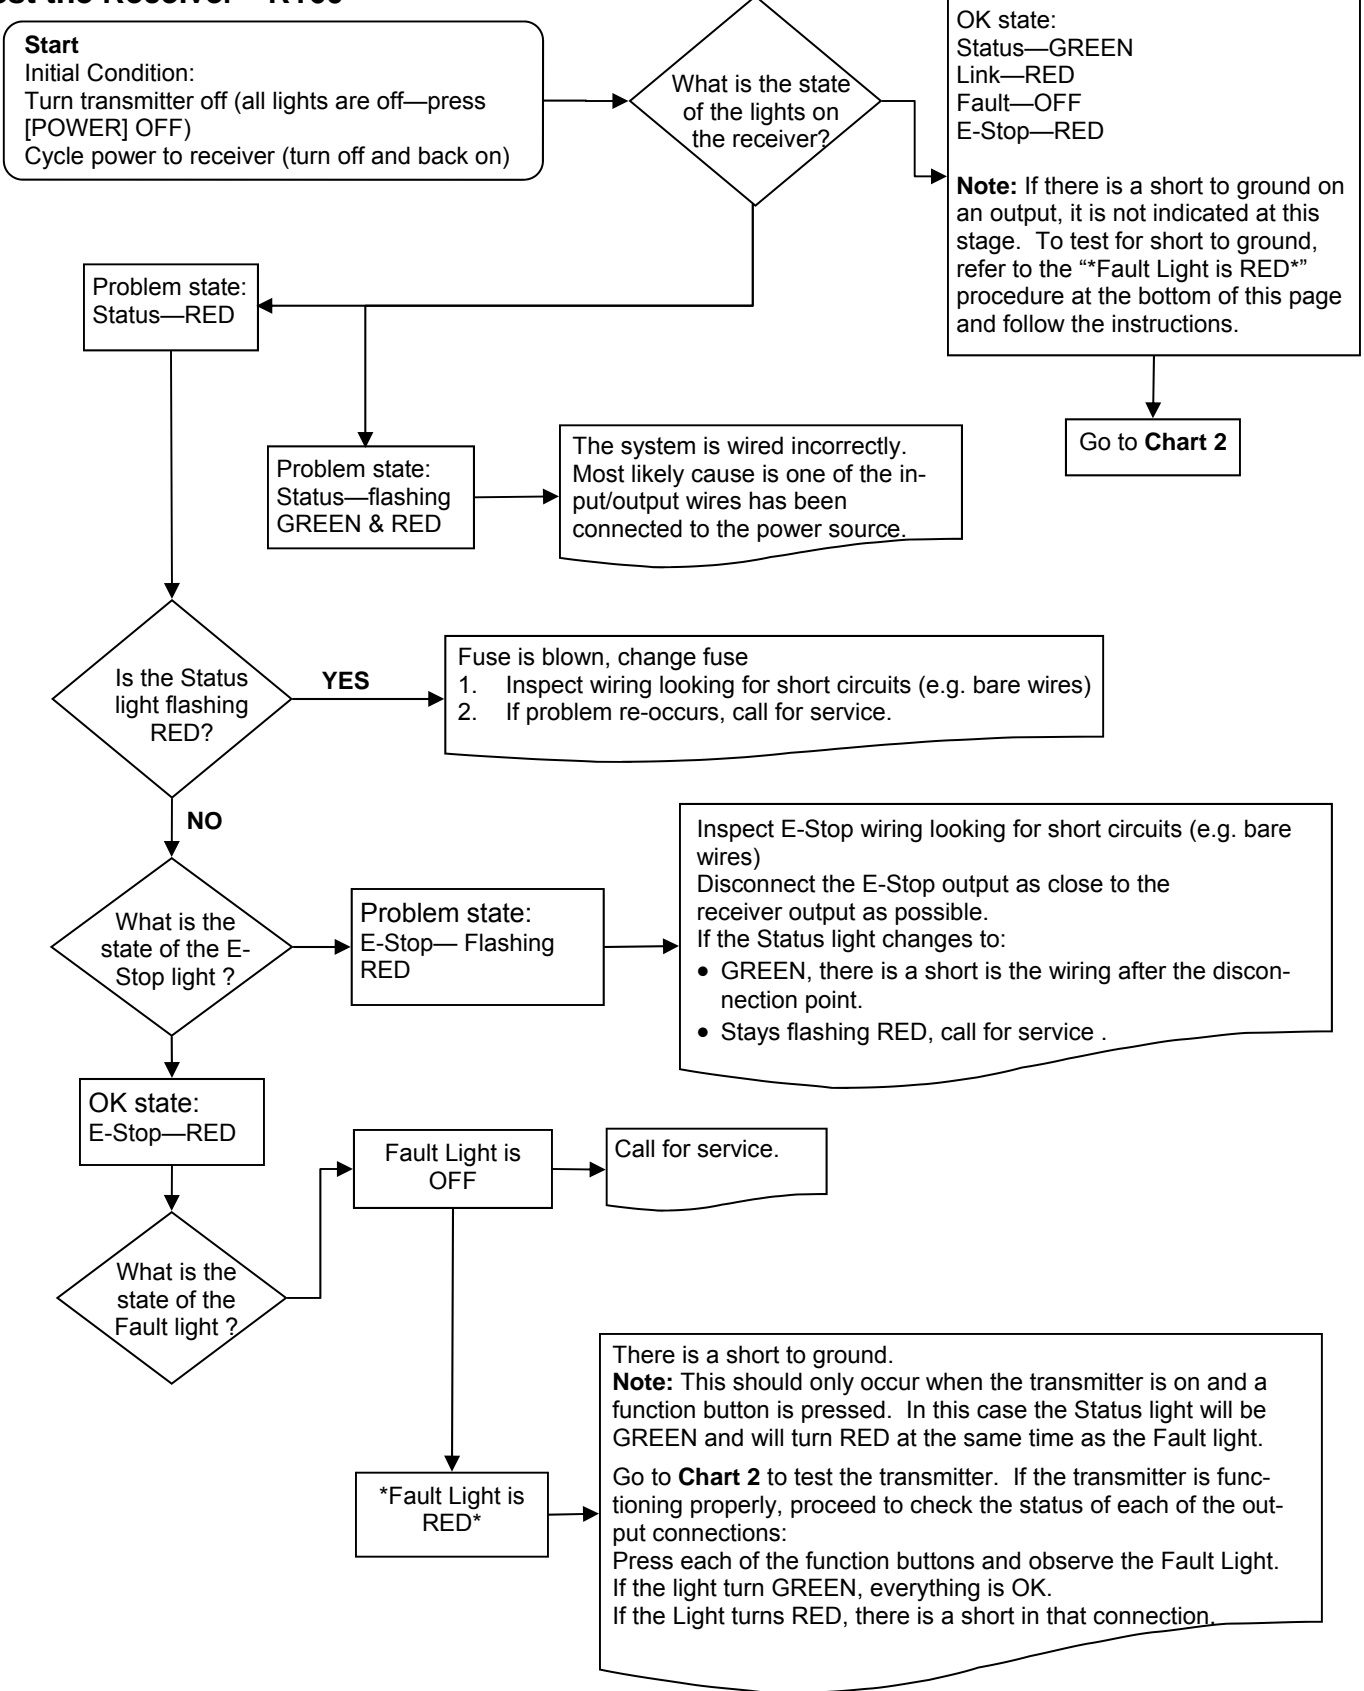 the Receiver
Start
Initial Condition:
Turn transmitter off (all lights are off—press
[POWER] OFF)
Cycle power to receiver (turn off and back on)
What is the state
of the lights on
the receiver?
OK state:
Status—GREEN
Link—RED
Fault—OFF
E-Stop—RED
Note: If there is a short to ground on
an output, it is not indicated at this
stage. To test for short to ground,
refer to the “*Fault Light is RED*”
procedure at the bottom of this page
and follow the instructions.
Go to Chart 2
Problem state:
Status—RED
Problem state:
Status—flashing
GREEN & RED
The system is wired incorrectly.
Most likely cause is one of the in-
put/output wires has been
connected to the power source.
Is the Status
light flashing
RED?
YES
Fuse is blown, change fuse
1. Inspect wiring looking for short circuits (e.g. bare wires)
2. If problem re-occurs, call for service.
NO
What is the
state of the E-
Stop light ?
Problem state:
E-Stop— Flashing
RED
Inspect E-Stop wiring looking for short circuits (e.g. bare
wires)
Disconnect the E-Stop output as close to the
receiver output as possible.
If the Status light changes to:
• GREEN, there is a short is the wiring after the discon-
nection point.
• Stays flashing RED, call for service .
OK state:
E-Stop—RED
What is the
state of the
Fault light ?
Fault Light is
OFF
Call for service.
*Fault Light is
RED*
There is a short to ground.
Note: This should only occur when the transmitter is on and a
function button is pressed. In this case the Status light will be
GREEN and will turn RED at the same time as the Fault light.
Go to Chart 2 to test the transmitter. If the transmitter is func-
tioning properly, proceed to check the status of each of the out-
put connections:
Press each of the function buttons and observe the Fault Light.
If the light turn GREEN, everything is OK.
If the Light turns RED, there is a short in that connection.